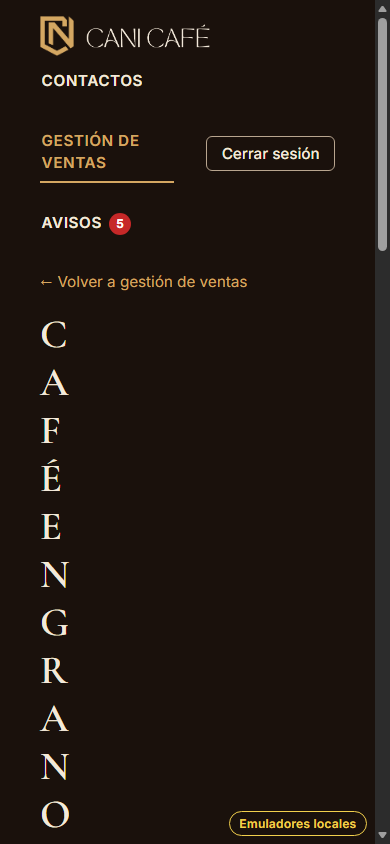 CANI CAFÉ
CONTACTOS
GESTIÓN DE
VENTAS
Cerrar sesión
AVISOS 5
← Volver a gestión de ventas
C
A
F
É
E
N
G
R
A
N
O
Emuladores locales